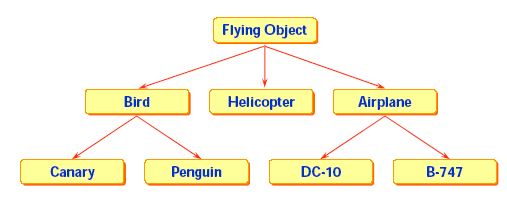 Flying Object
Bird
Helicopter
Airplane
Canary
Penguin
DC-10
B-747